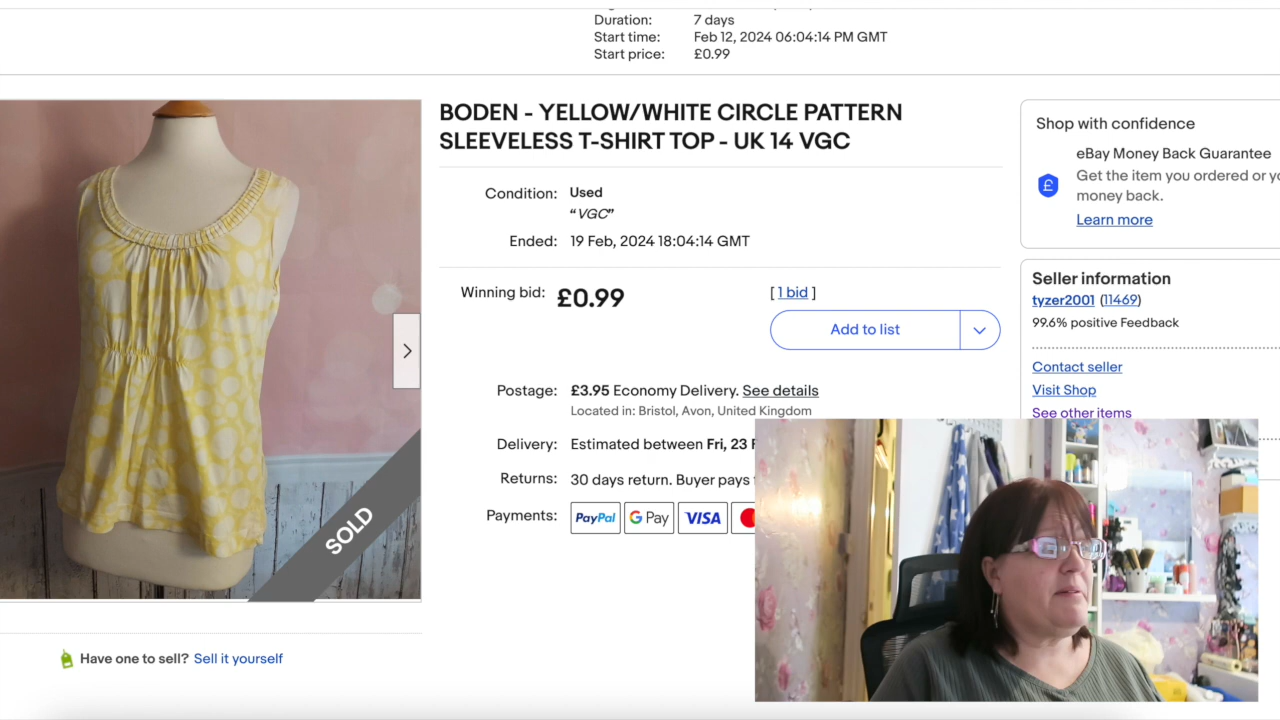 Duration: 7 days
Start time: Feb 12, 2024 06:04:14 PM GMT
Start price: £0.99
BODEN - YELLOW/WHITE CIRCLE PATTERN
SLEEVELESS T-SHIRT TOP - UK 14 VGC
Condition: Used
“VGC”
Ended: 19 Feb, 2024 18:04:14 GMT
Winning bid: £0.99 [ 1 bid ]
Add to list
Postage: £3.95 Economy Delivery. See details
Located in: Bristol, Avon, United Kingdom
Delivery: Estimated between Fri, 23
Returns: 30 days return. Buyer pays
Payments: PayPal G Pay VISA
SOLD
Have one to sell? Sell it yourself
Shop with confidence
eBay Money Back Guarantee
Get the item you ordered or
money back.
Learn more
Seller information
tyzer2001 (11469)
99.6% positive Feedback
Contact seller
Visit Shop
See other items